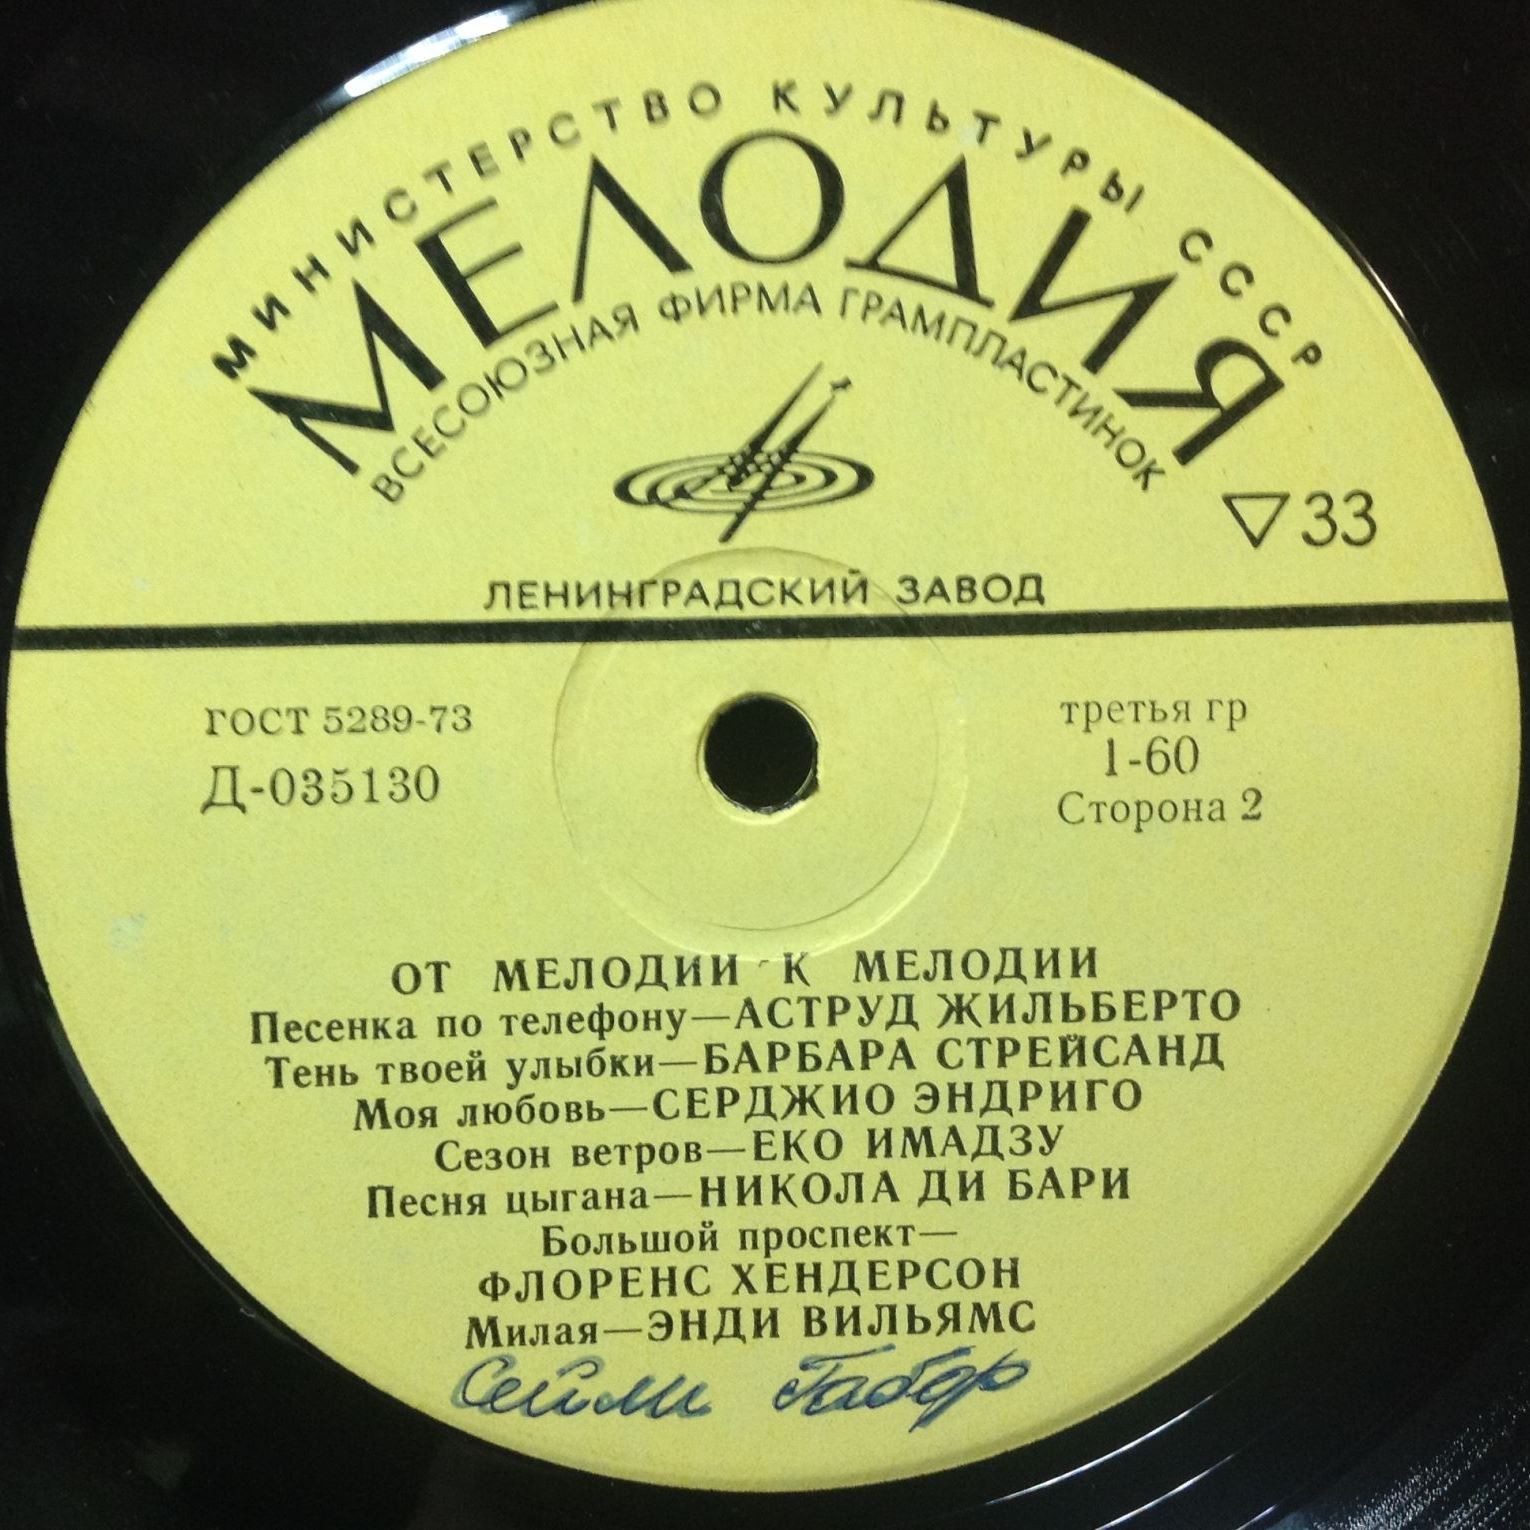 МИНИСТЕРСТВО КУЛЬТУРЫ СССР
МЕЛОДИЯ
ВСЕСОЮЗНАЯ ФИРМА ГРАМПЛАСТИНОК
33
ЛЕНИНГРАДСКИЙ ЗАВОД
ГОСТ 5289-73
Д-035130
третья гр
1-60
Сторона 2
ОТ МЕЛОДИИ К МЕЛОДИИ
Песенка по телефону—АСТРУД ЖИЛЬБЕРТО
Тень твоей улыбки—БАРБАРА СТРЕЙСАНД
Моя любовь—СЕРДЖИО ЭНДРИГО
Сезон ветров—ЕКО ИМАДЗУ
Песня цыгана—НИКОЛА ДИ БАРИ
Большой проспект—
ФЛОРЕНС ХЕНДЕРСОН
Милая—ЭНДИ ВИЛЬЯМС
Сейли Габор